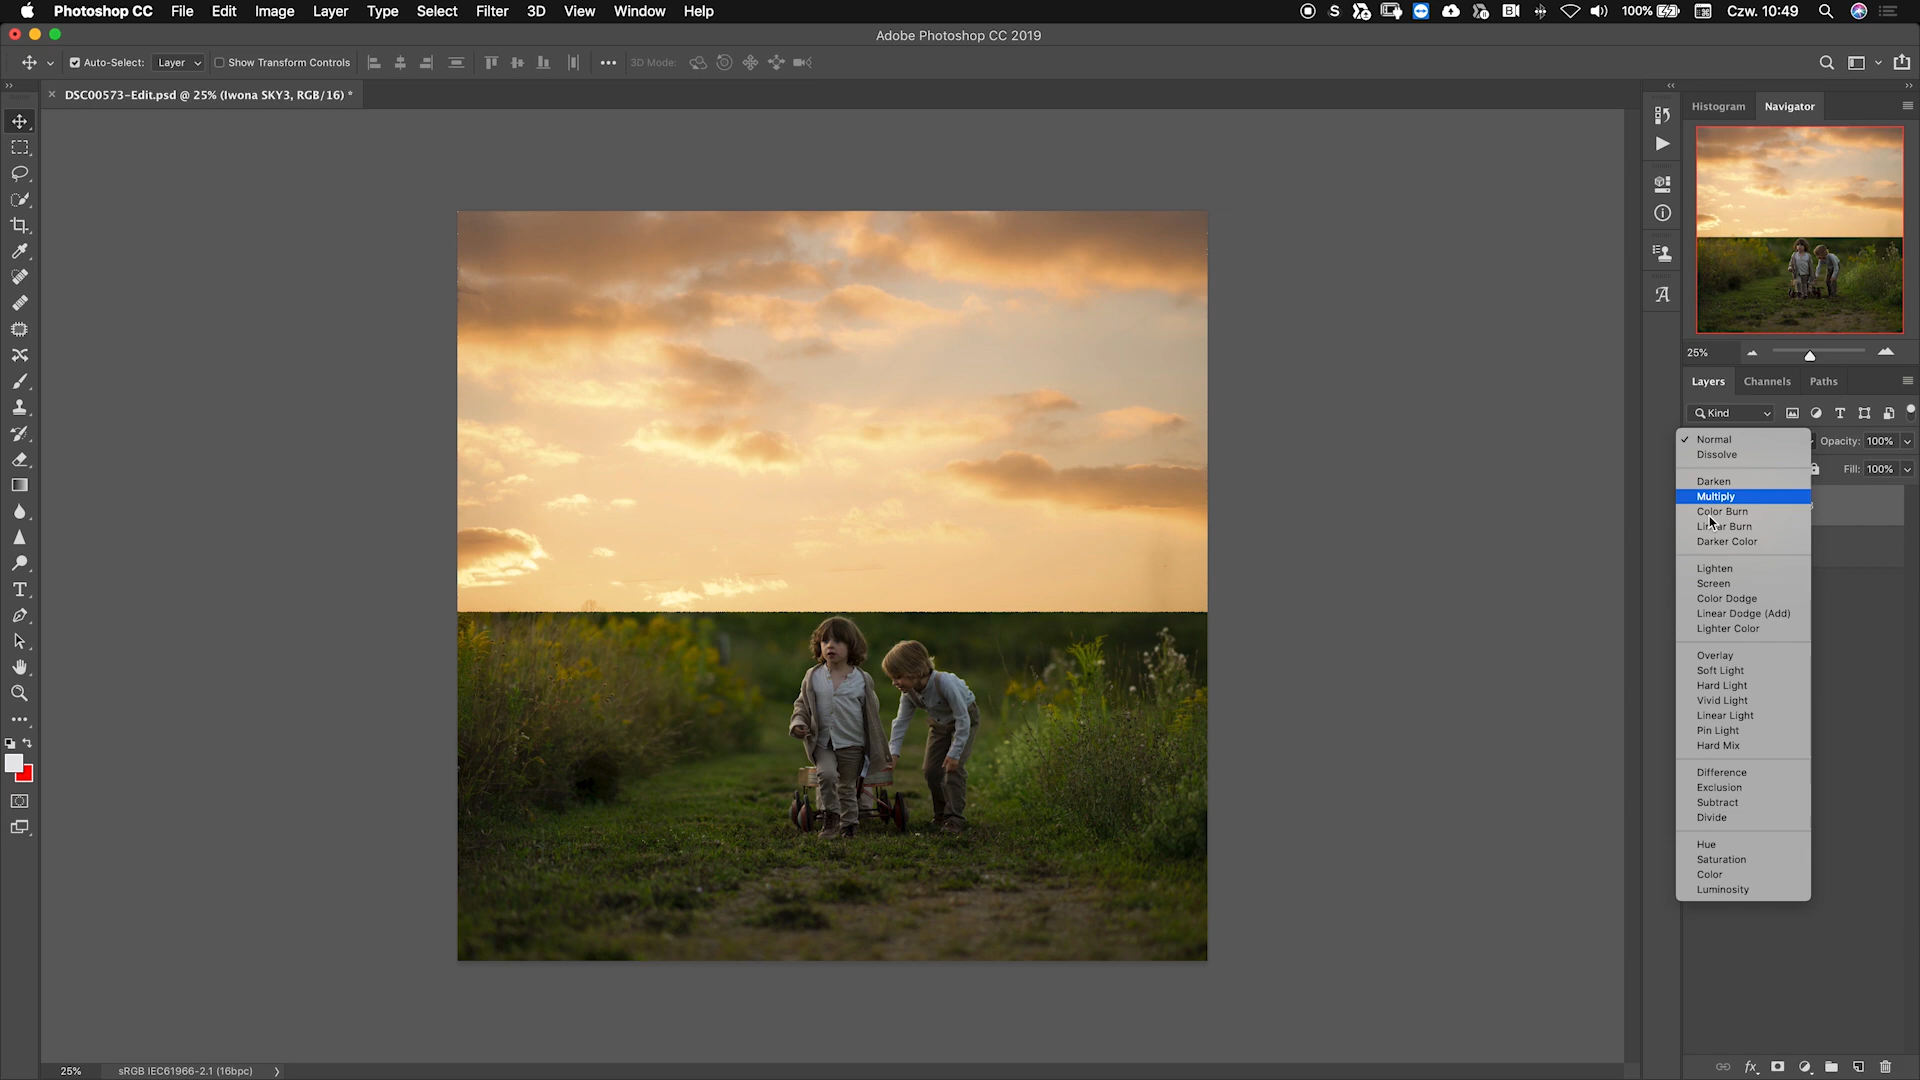 Photoshop CC File Edit Image Layer Type Select Filter 3D View Window Help
S 100% Czw. 10:49
Adobe Photoshop CC 2019
Auto-Select: Layer Show Transform Controls 3D Mode:
DSC00573-Edit.psd @ 25% (Iwona SKY3, RGB/16) *
Histogram Navigator
25%
Layers Channels Paths
Kind
Normal
Opacity: 100%
Dissolve
Fill: 100%
Darken
Multiply
Color Burn
Linear Burn
Darker Color
Lighten
Screen
Color Dodge
Linear Dodge (Add)
Lighter Color
Overlay
Soft Light
Hard Light
Vivid Light
Linear Light
Pin Light
Hard Mix
Difference
Exclusion
Subtract
Divide
Hue
Saturation
Color
Luminosity
25% sRGB IEC61966-2.1 (16bpc)